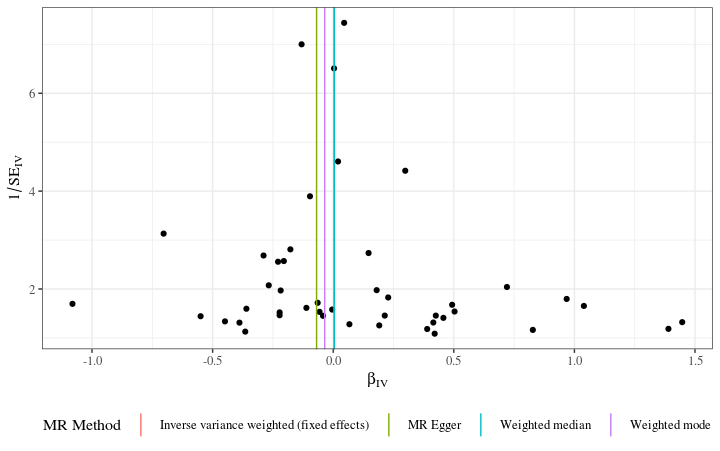 6
4
2
1/SE_IV
-1.0 -0.5 0.0 0.5 1.0 1.5
β_IV
MR Method Inverse variance weighted (fixed effects) MR Egger Weighted median Weighted mode